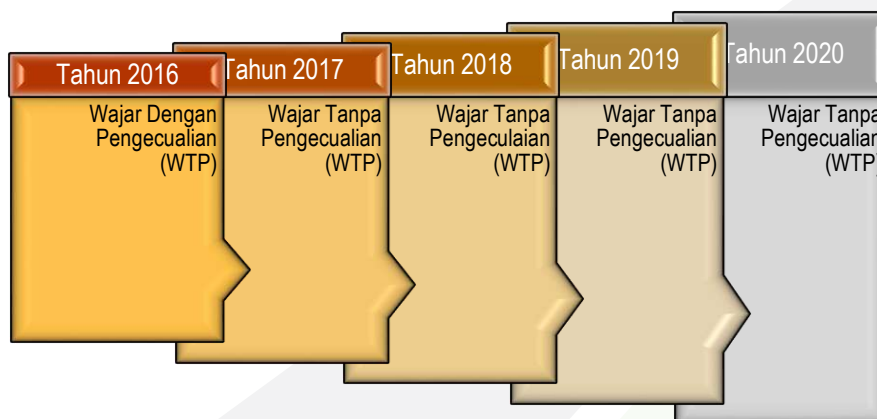 Tahun 2016
Wajar Dengan
Pengecualian
(WTP)
Tahun 2017
Wajar Tanpa
Pengecualian
(WTP)
Tahun 2018
Wajar Tanpa
Pengeculaian
(WTP)
Tahun 2019
Wajar Tanpa
Pengecualian
(WTP)
Tahun 2020
Wajar Tanpa
Pengecualian
(WTP)